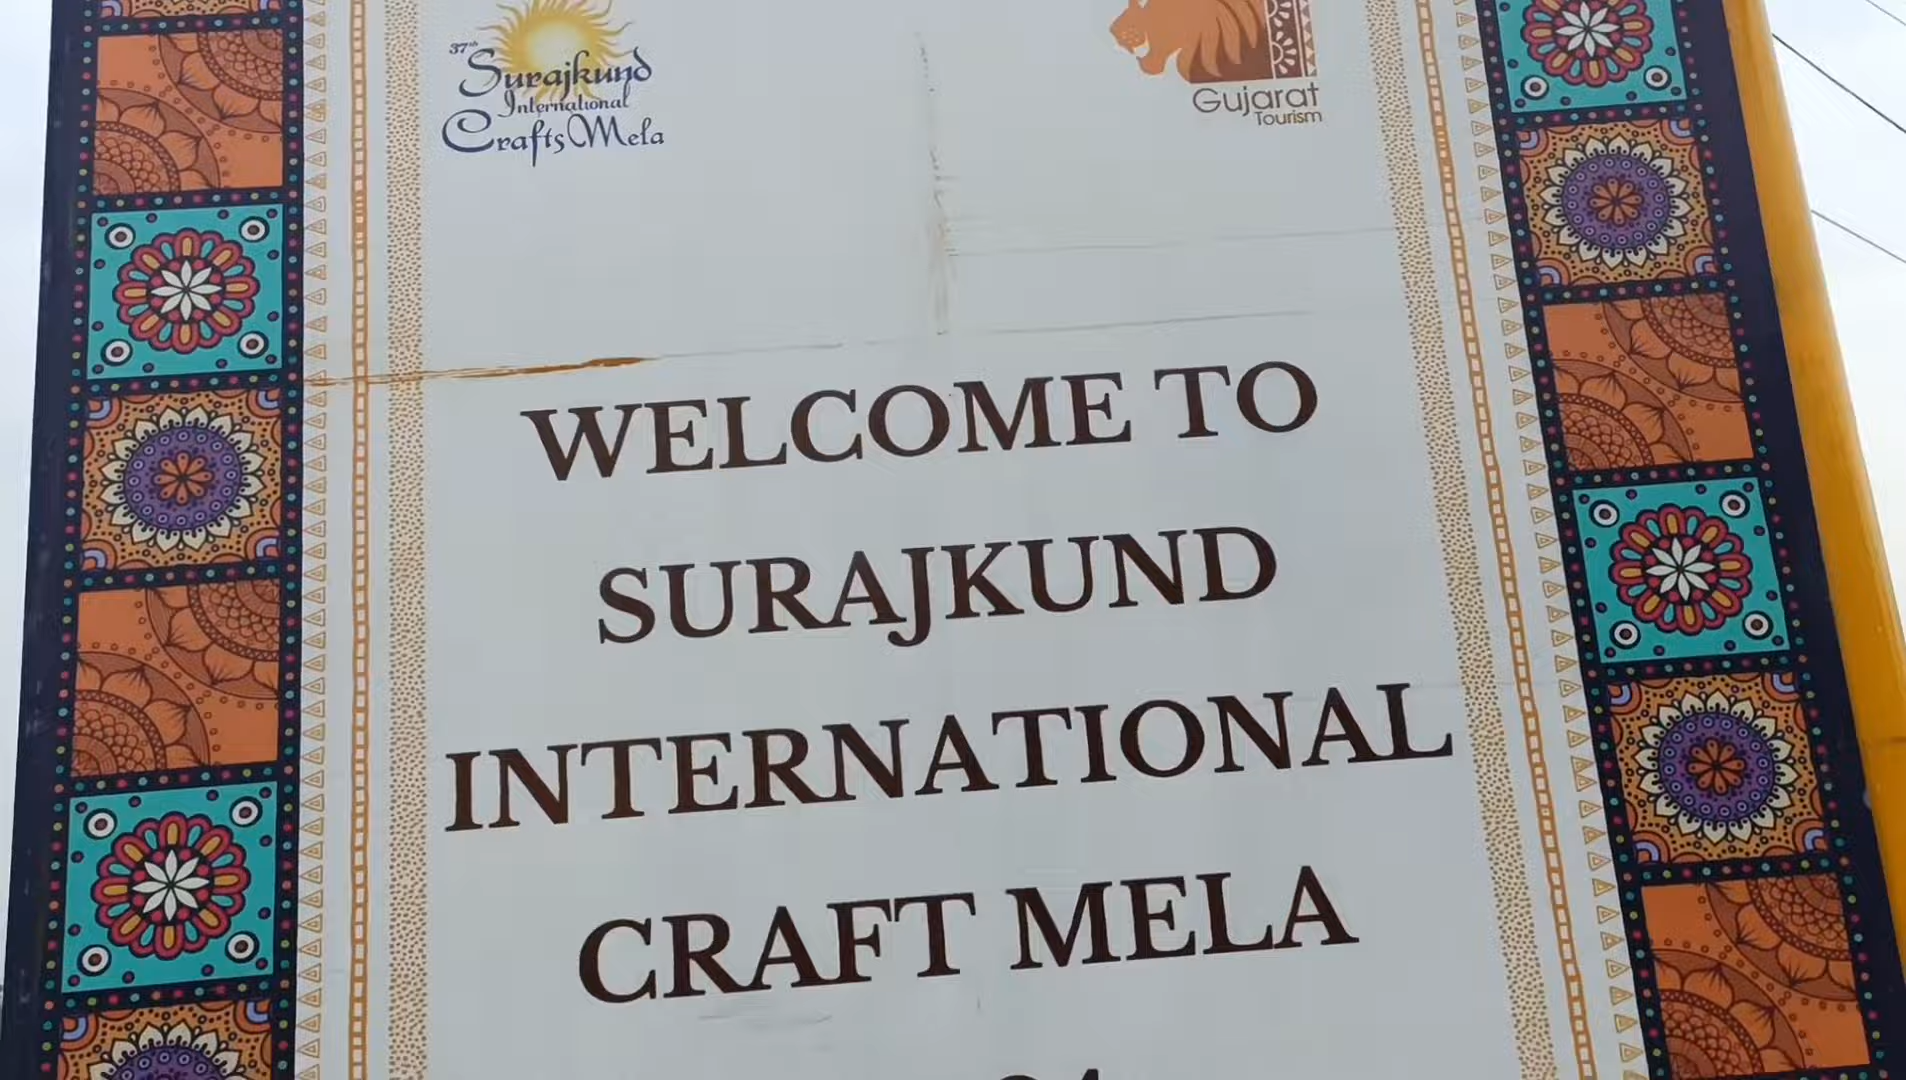 37th
Surajkund
International
Crafts Mela
Gujarat
Tourism
WELCOME TO
SURAJKUND
INTERNATIONAL
CRAFT MELA